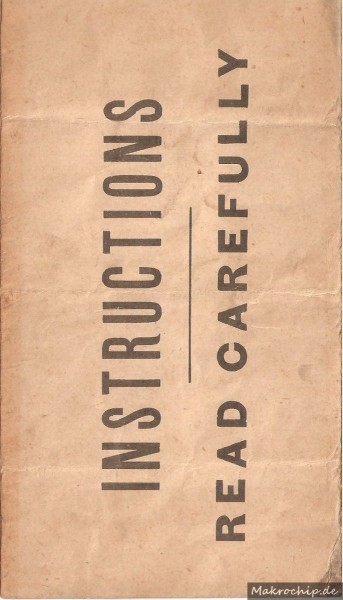 INSTRUCTIONS
READ CAREFULLY
Makrochip.de